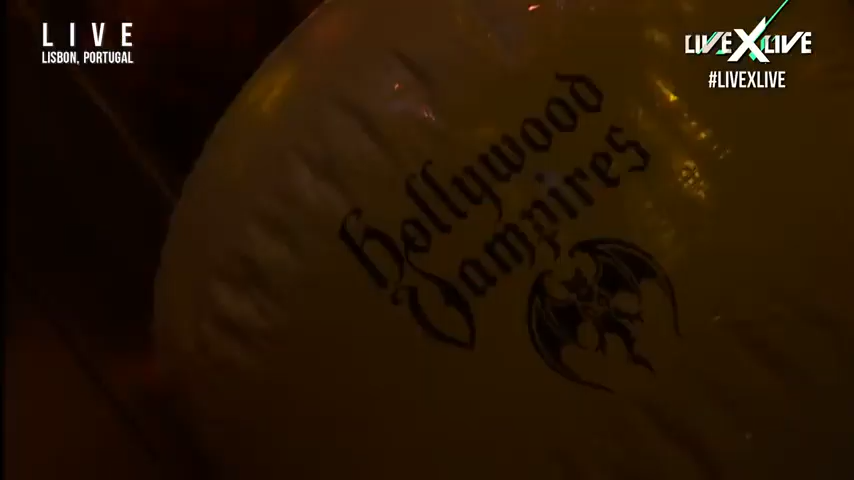 LIVE
LISBON, PORTUGAL
LIVEXLIVE
#LIVEXLIVE
Hollywood
Vampires